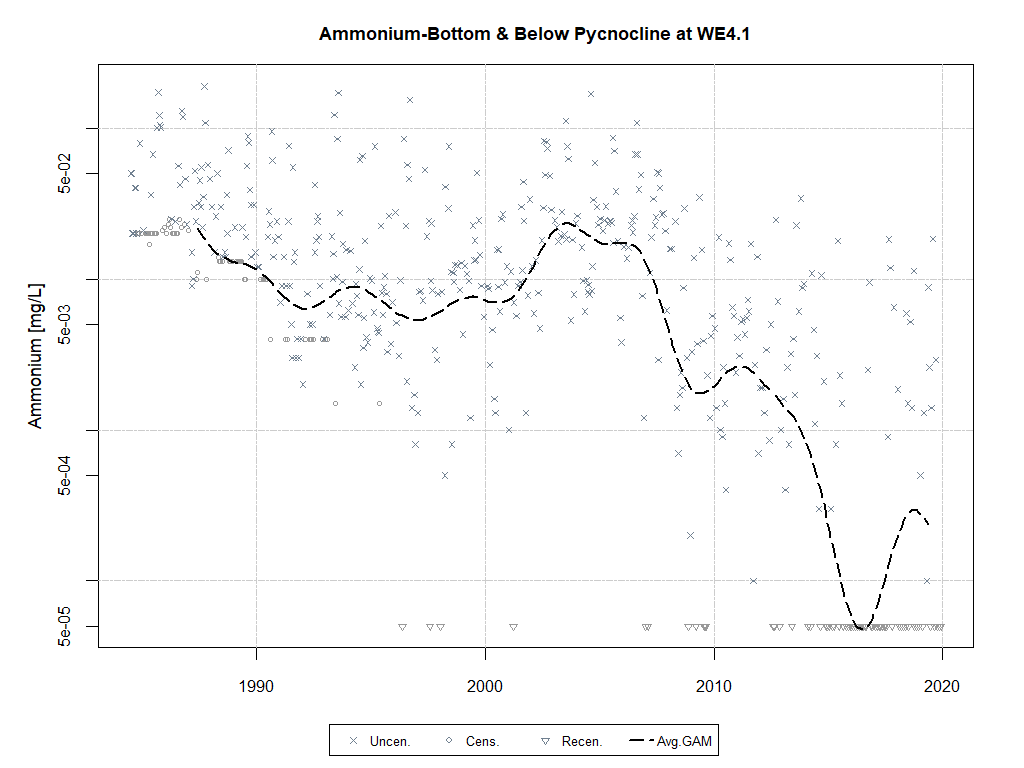 Ammonium-Bottom & Below Pycnocline at WE4.1
Ammonium [mg/L]
5e-02
5e-03
5e-04
5e-05
1990 2000 2010 2020
Uncen. Cens. Recen. Avg.GAM